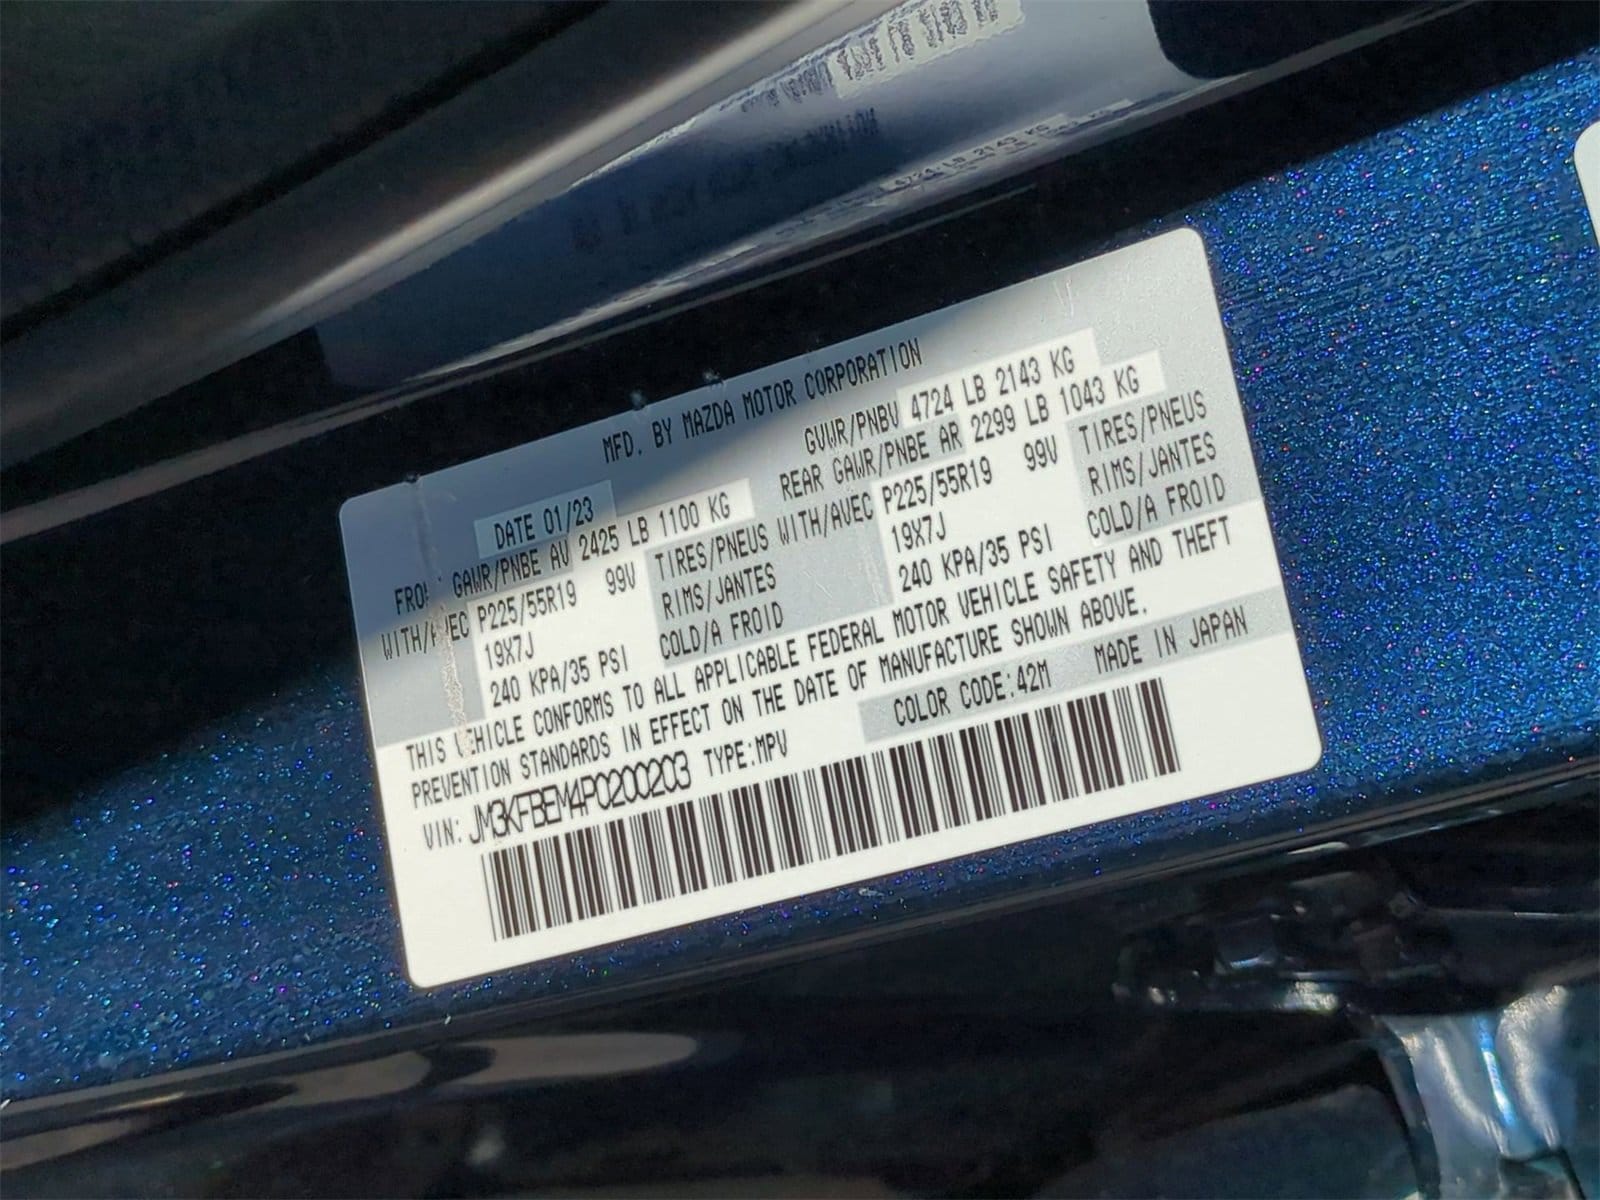 MFD. BY MAZDA MOTOR CORPORATION
DATE 01/23 GVWR/PNBV 4724 LB 2143 KG
GAWR/PNBE AV 2425 LB 1100 KG REAR GAWR/PNBE AR 2299 LB 1043 KG
P225/55R19 99V TIRES/PNEUS WITH/AVEC P225/55R19 99V TIRES/PNEUS
19X7J RIMS/JANTES 19X7J RIMS/JANTES
240 KPA/35 PSI COLD/A FROID 240 KPA/35 PSI COLD/A FROID
THIS VEHICLE CONFORMS TO ALL APPLICABLE FEDERAL MOTOR VEHICLE SAFETY AND THEFT
PREVENTION STANDARDS IN EFFECT ON THE DATE OF MANUFACTURE SHOWN ABOVE.
VIN: JM3KFBEM4P0200203 TYPE:MPV COLOR CODE:42M MADE IN JAPAN